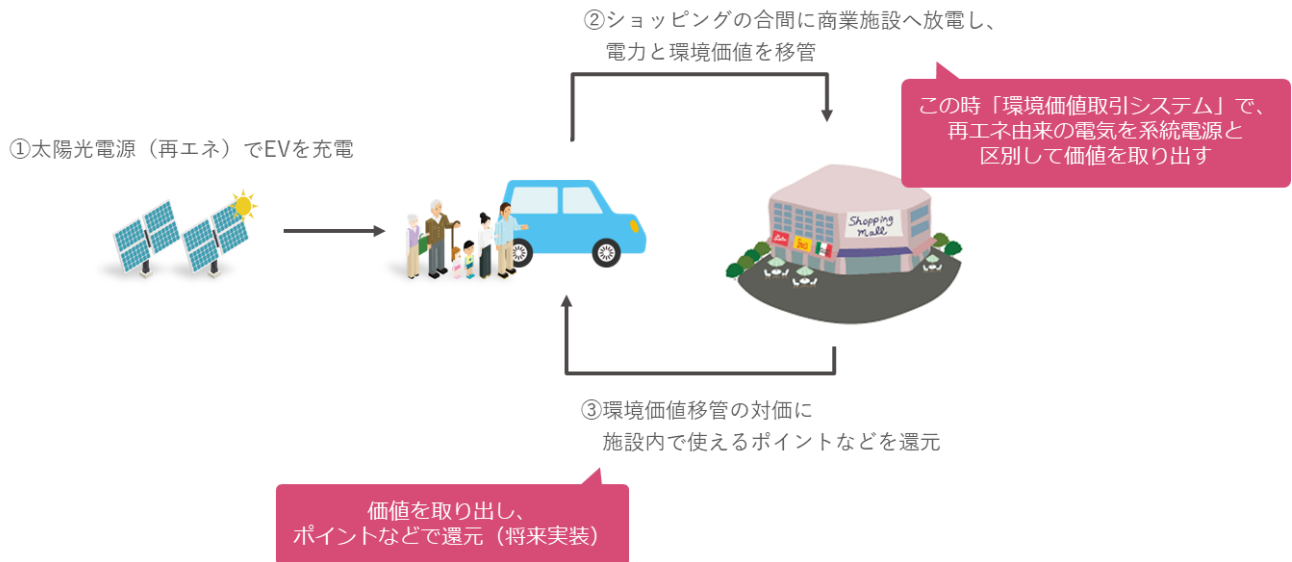 ②ショッピングの合間に商業施設へ放電し、
電力と環境価値を移管
この時「環境価値取引システム」で、
再エネ由来の電気を系統電源と
区別して価値を取り出す
①太陽光電源（再エネ）でEVを充電
Shopping
mall
③環境価値移管の対価に
施設内で使えるポイントなどを還元
価値を取り出し、
ポイントなどで還元（将来実装）